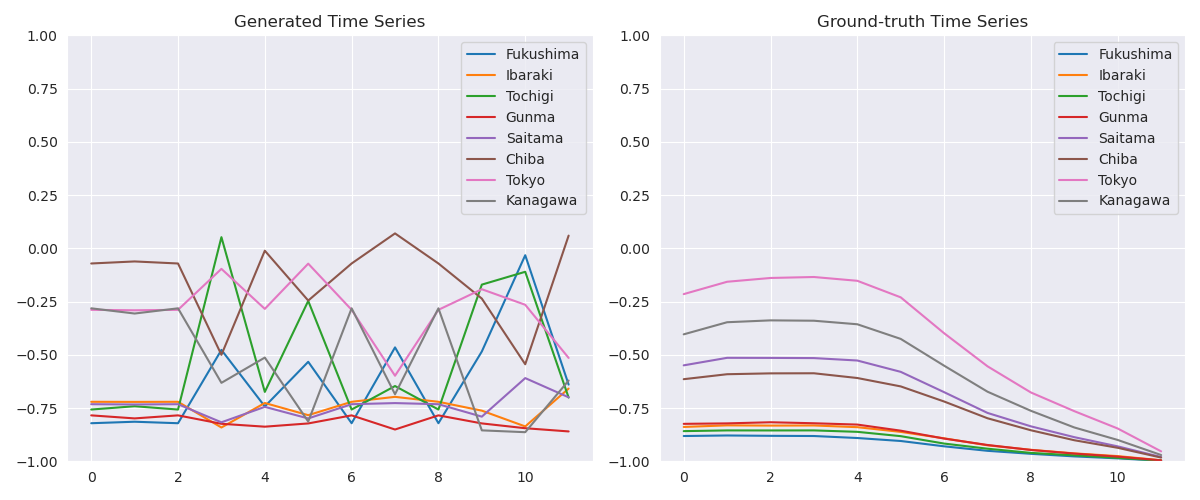 Generated Time Series
1.00
0.75
0.50
0.25
0.00
−0.25
−0.50
−0.75
−1.00
0 2 4 6 8 10
Fukushima
Ibaraki
Tochigi
Gunma
Saitama
Chiba
Tokyo
Kanagawa
Ground-truth Time Series
1.00
0.75
0.50
0.25
0.00
−0.25
−0.50
−0.75
−1.00
0 2 4 6 8 10
Fukushima
Ibaraki
Tochigi
Gunma
Saitama
Chiba
Tokyo
Kanagawa